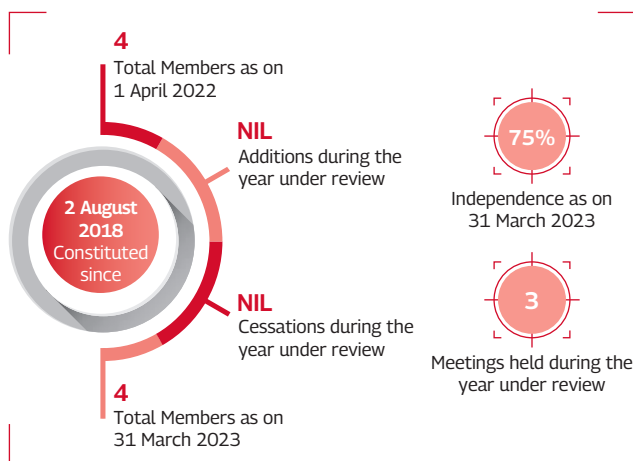 4
Total Members as on
1 April 2022
NIL
Additions during the
year under review
2 August
2018
Constituted
since
NIL
Cessations during the
year under review
4
Total Members as on
31 March 2023
75%
Independence as on
31 March 2023
3
Meetings held during the
year under review